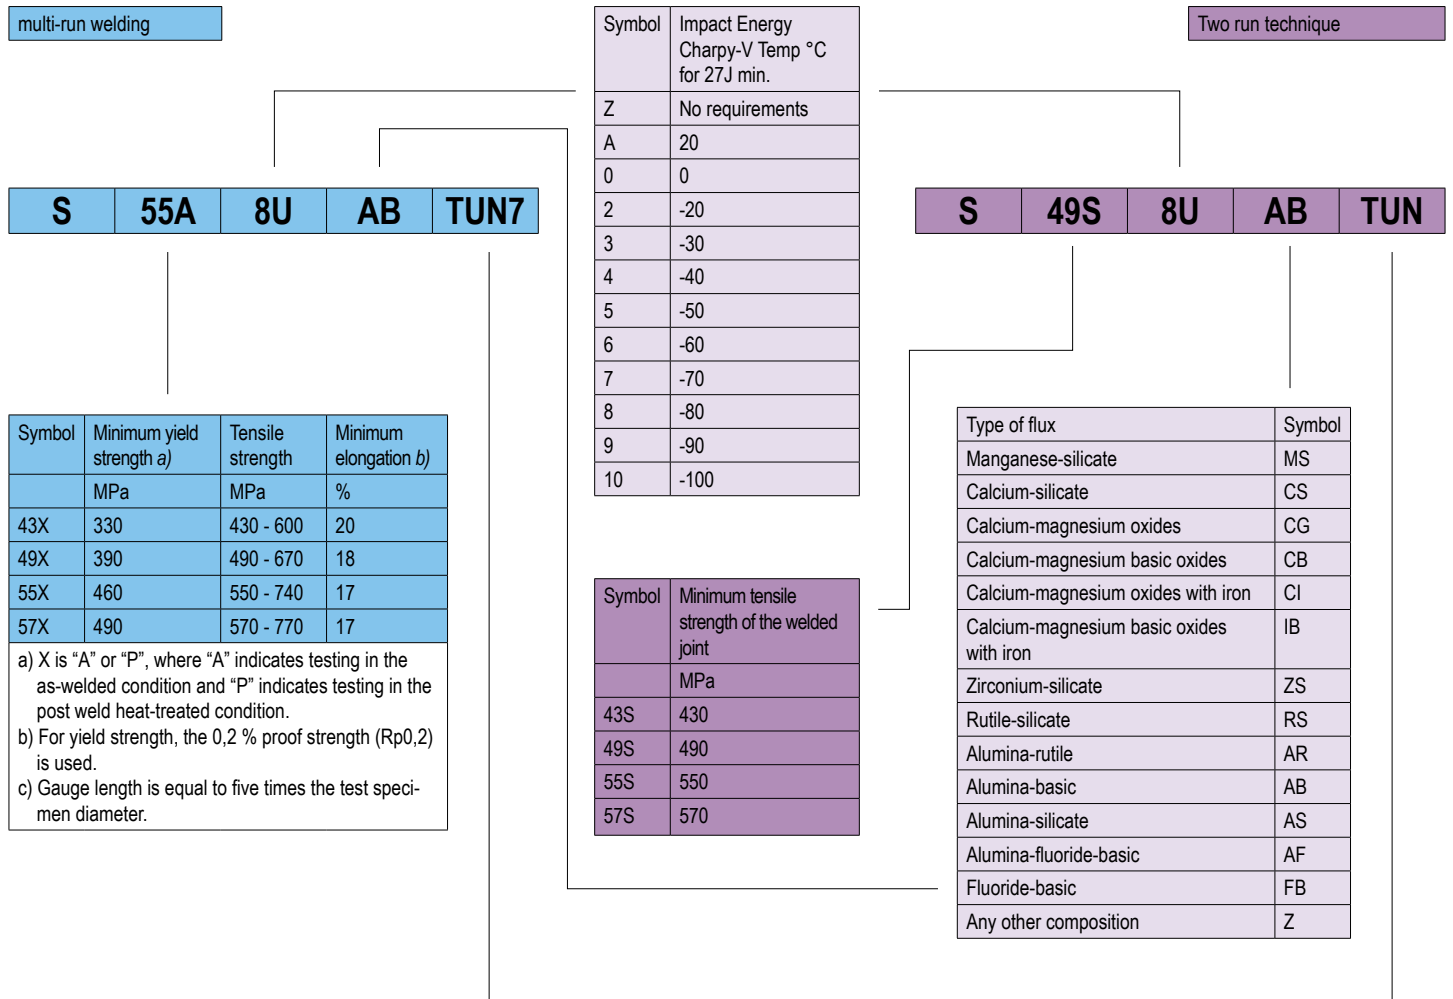 multi-run welding
Two run technique
Symbol Impact Energy
Charpy-V Temp °C
for 27J min.
Z No requirements
A 20
0 0
2 -20
3 -30
4 -40
5 -50
6 -60
7 -70
8 -80
9 -90
10 -100
S 55A 8U AB TUN7
S 49S 8U AB TUN
Symbol Minimum yield Tensile Minimum
strength a) strength elongation b)
MPa MPa %
43X 330 430 - 600 20
49X 390 490 - 670 18
55X 460 550 - 740 17
57X 490 570 - 770 17
a) X is “A” or “P”, where “A” indicates testing in the
as-welded condition and “P” indicates testing in the
post weld heat-treated condition.
b) For yield strength, the 0,2 % proof strength (Rp0,2)
is used.
c) Gauge length is equal to five times the test speci-
men diameter.
Symbol Minimum tensile
strength of the welded
joint
MPa
43S 430
49S 490
55S 550
57S 570
Type of flux Symbol
Manganese-silicate MS
Calcium-silicate CS
Calcium-magnesium oxides CG
Calcium-magnesium basic oxides CB
Calcium-magnesium oxides with iron CI
Calcium-magnesium basic oxides IB
with iron
Zirconium-silicate ZS
Rutile-silicate RS
Alumina-rutile AR
Alumina-basic AB
Alumina-silicate AS
Alumina-fluoride-basic AF
Fluoride-basic FB
Any other composition Z